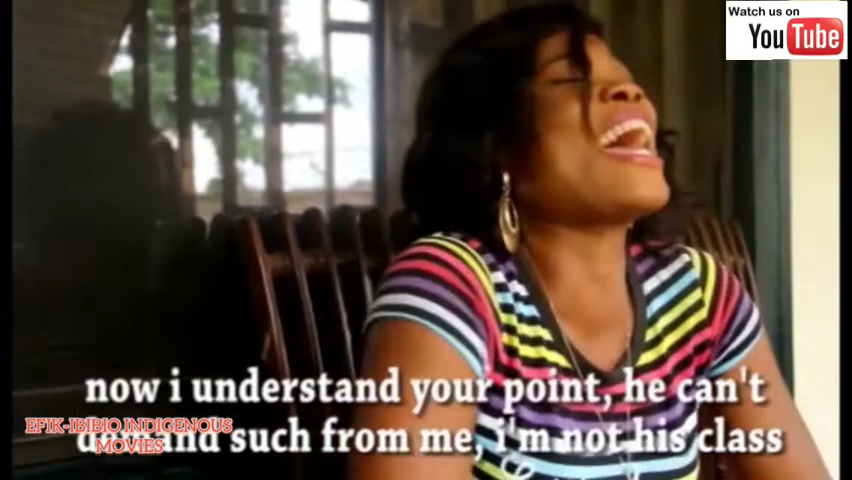 Watch us on
YouTube
now i understand your point, he can't
demand such from me, i'm not his class
EFIK-IBIBIO INDIGENOUS
MOVIES